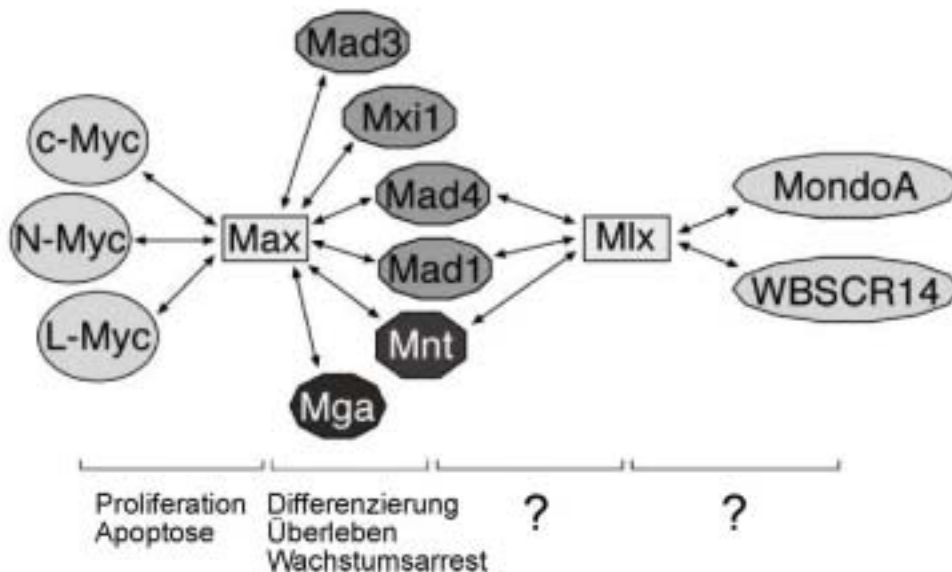 Mad3
Mxi1
c-Myc
Mad4
MondoA
N-Myc
Max
Mlx
Mad1
WBSCR14
L-Myc
Mnt
Mga
Proliferation
Apoptose
Differenzierung
Überleben
Wachstumsarrest
?
?